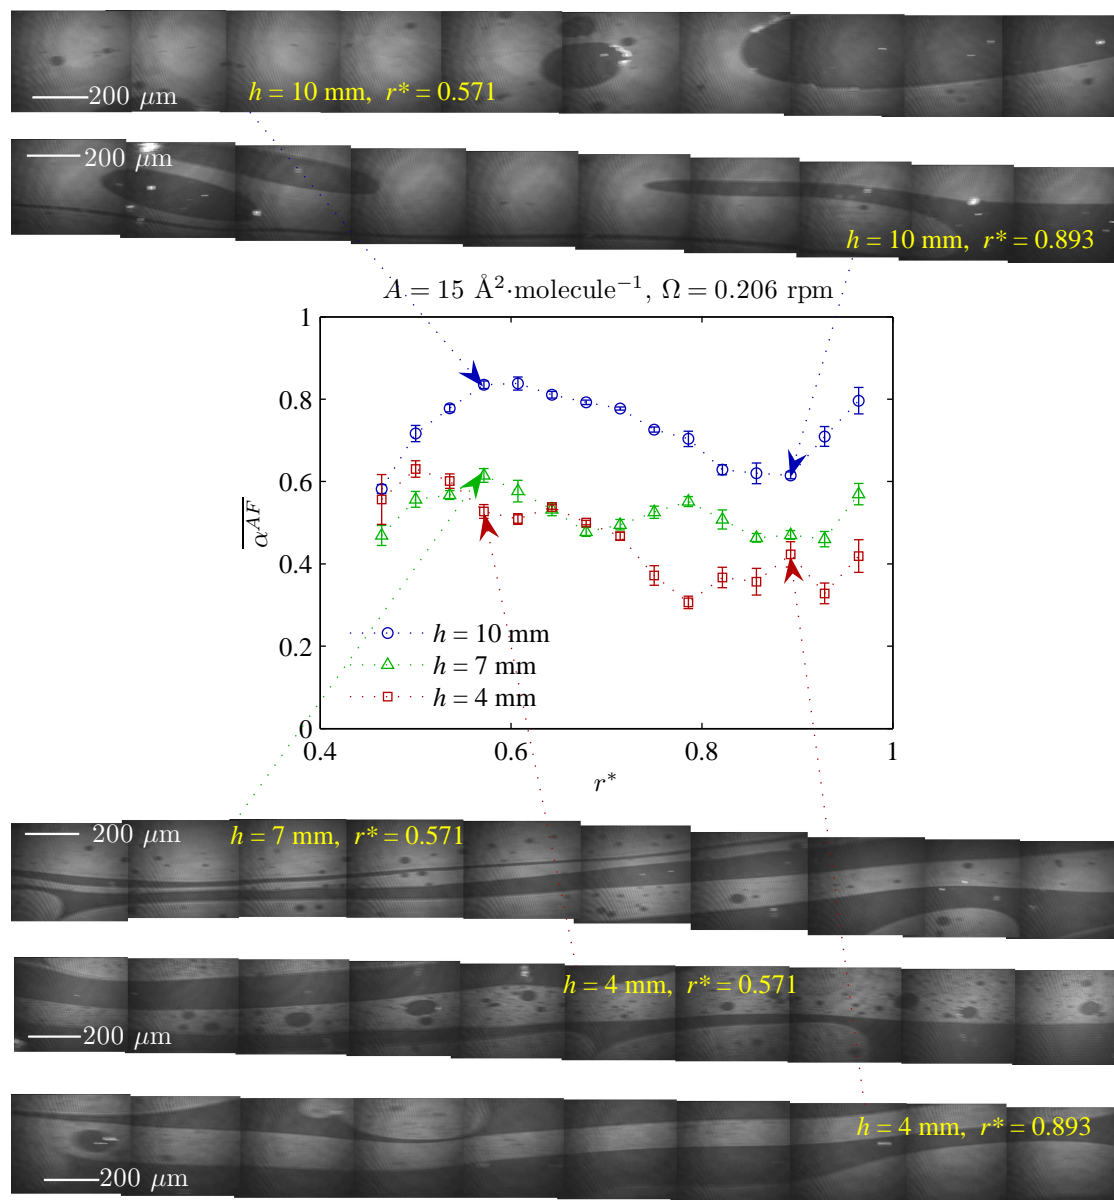 200 μm
h = 10 mm, r* = 0.571
200 μm
h = 10 mm, r* = 0.893
A = 15 Å²·molecule⁻¹, Ω = 0.206 rpm
1
0.8
0.6
0.4
0.2
0
α^{AF}
h = 10 mm
h = 7 mm
h = 4 mm
0.4 0.6 0.8 1
r*
200 μm
h = 7 mm, r* = 0.571
h = 4 mm, r* = 0.571
200 μm
h = 4 mm, r* = 0.893
200 μm